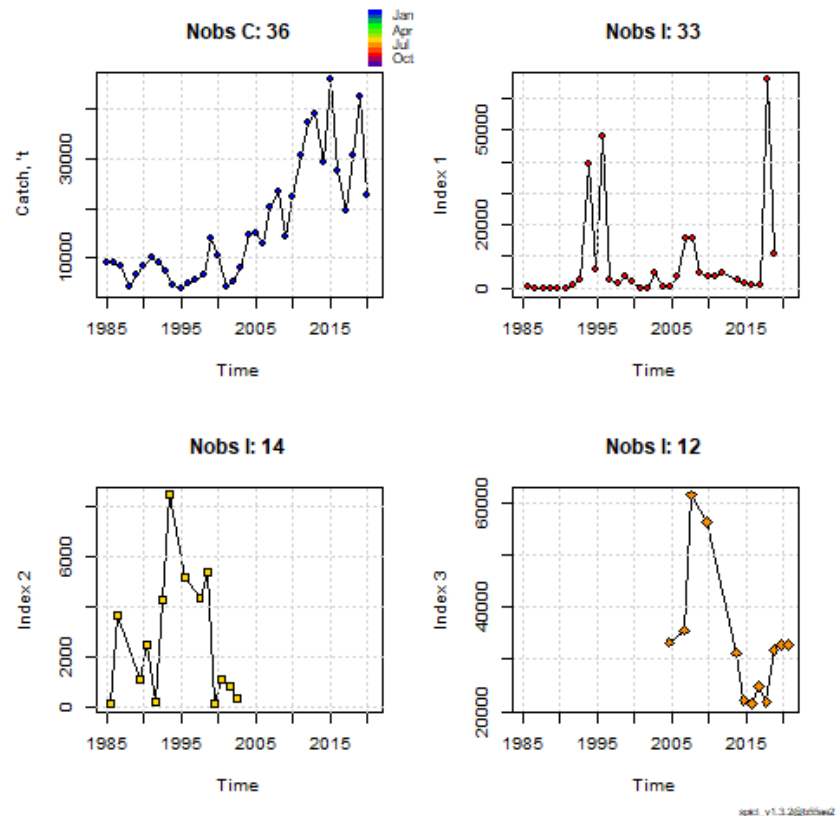 Nobs C: 36
Jan
Apr
Jul
Oct
Catch, 't
10000
30000
1985
1995
2005
2015
Time
Nobs I: 33
Index 1
0
20000
50000
1985
1995
2005
2015
Time
Nobs I: 14
Index 2
0
2000
6000
1985
1995
2005
2015
Time
Nobs I: 12
Index 3
20000
40000
60000
1985
1995
2005
2015
Time